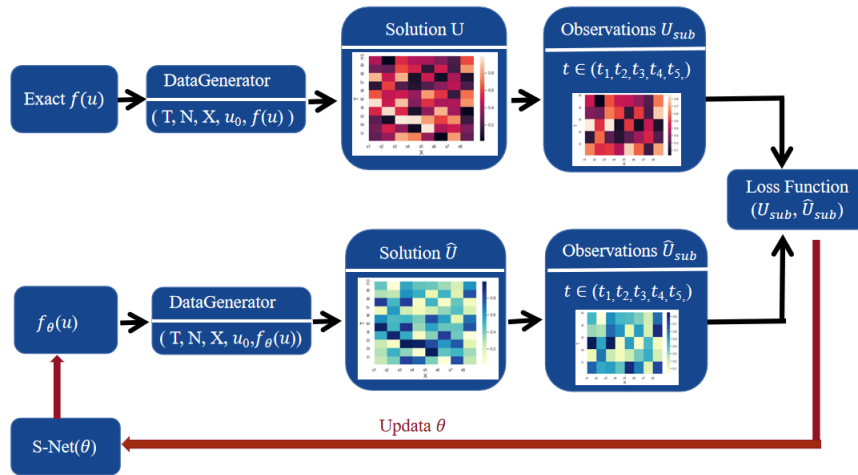 Solution U
Observations U_sub
Exact f(u)
DataGenerator
( T, N, X, u₀, f(u) )
t ∈ (t₁,t₂,t₃,t₄,t₅,)
X
Loss Function
(U_sub, Û_sub)
Solution Û
Observations Û_sub
f_θ(u)
DataGenerator
( T, N, X, u₀,f_θ(u))
t ∈ (t₁,t₂,t₃,t₄,t₅,)
X
S-Net(θ)
Updata θ